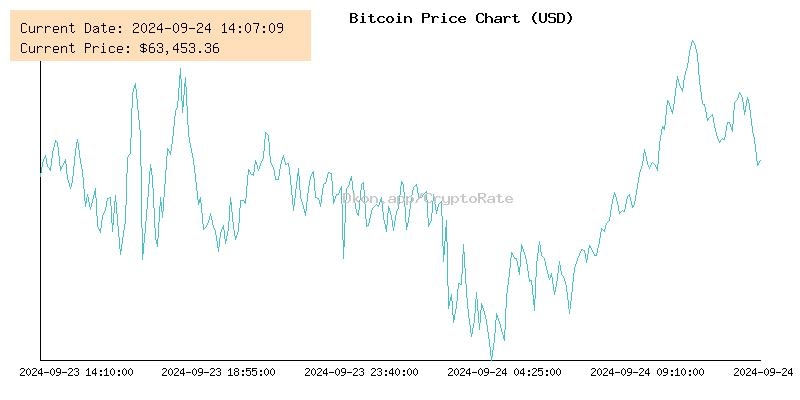 Bitcoin Price Chart (USD)
Current Date: 2024-09-24 14:07:09
Current Price: $63,453.36
Dkon.app/CryptoRate
2024-09-23 14:10:00 2024-09-23 18:55:00 2024-09-23 23:40:00 2024-09-24 04:25:00 2024-09-24 09:10:00 2024-09-24